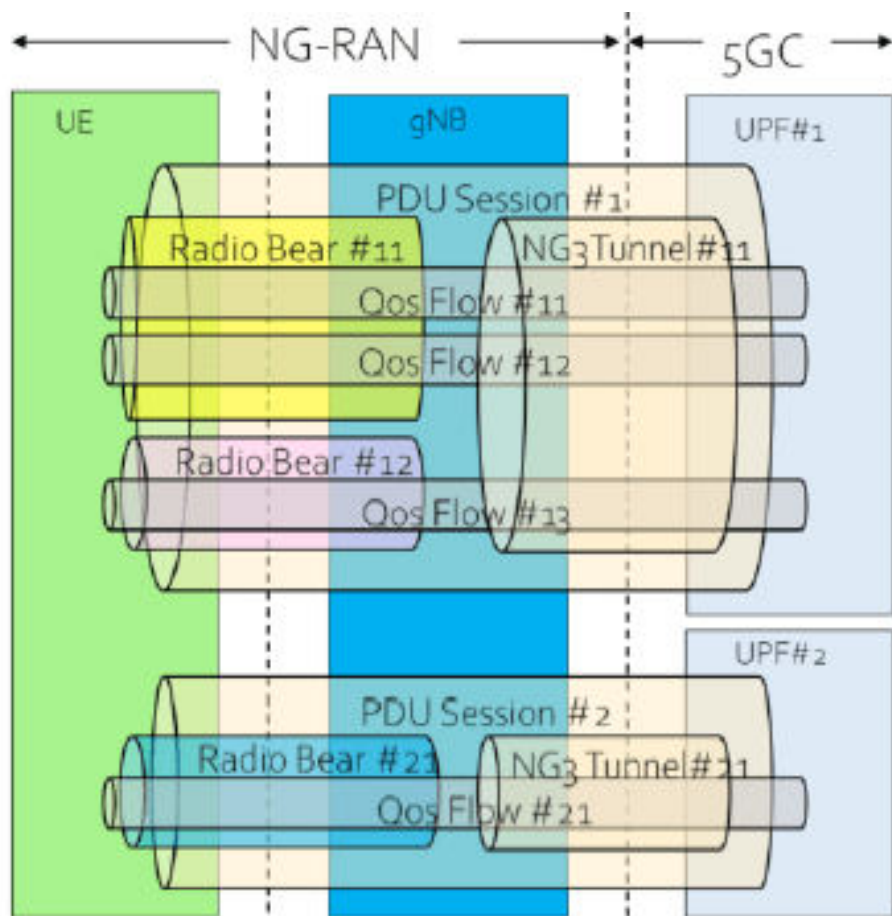 NG-RAN
5GC
UE
gNB
UPF#1
PDU Session #1
Radio Bear #11
NG3Tunnel#11
Qos Flow #11
Qos Flow #12
Radio Bear #12
Qos Flow #13
UPF#2
PDU Session #2
Radio Bear #21
NG3 Tunnel#21
Qos Flow #21